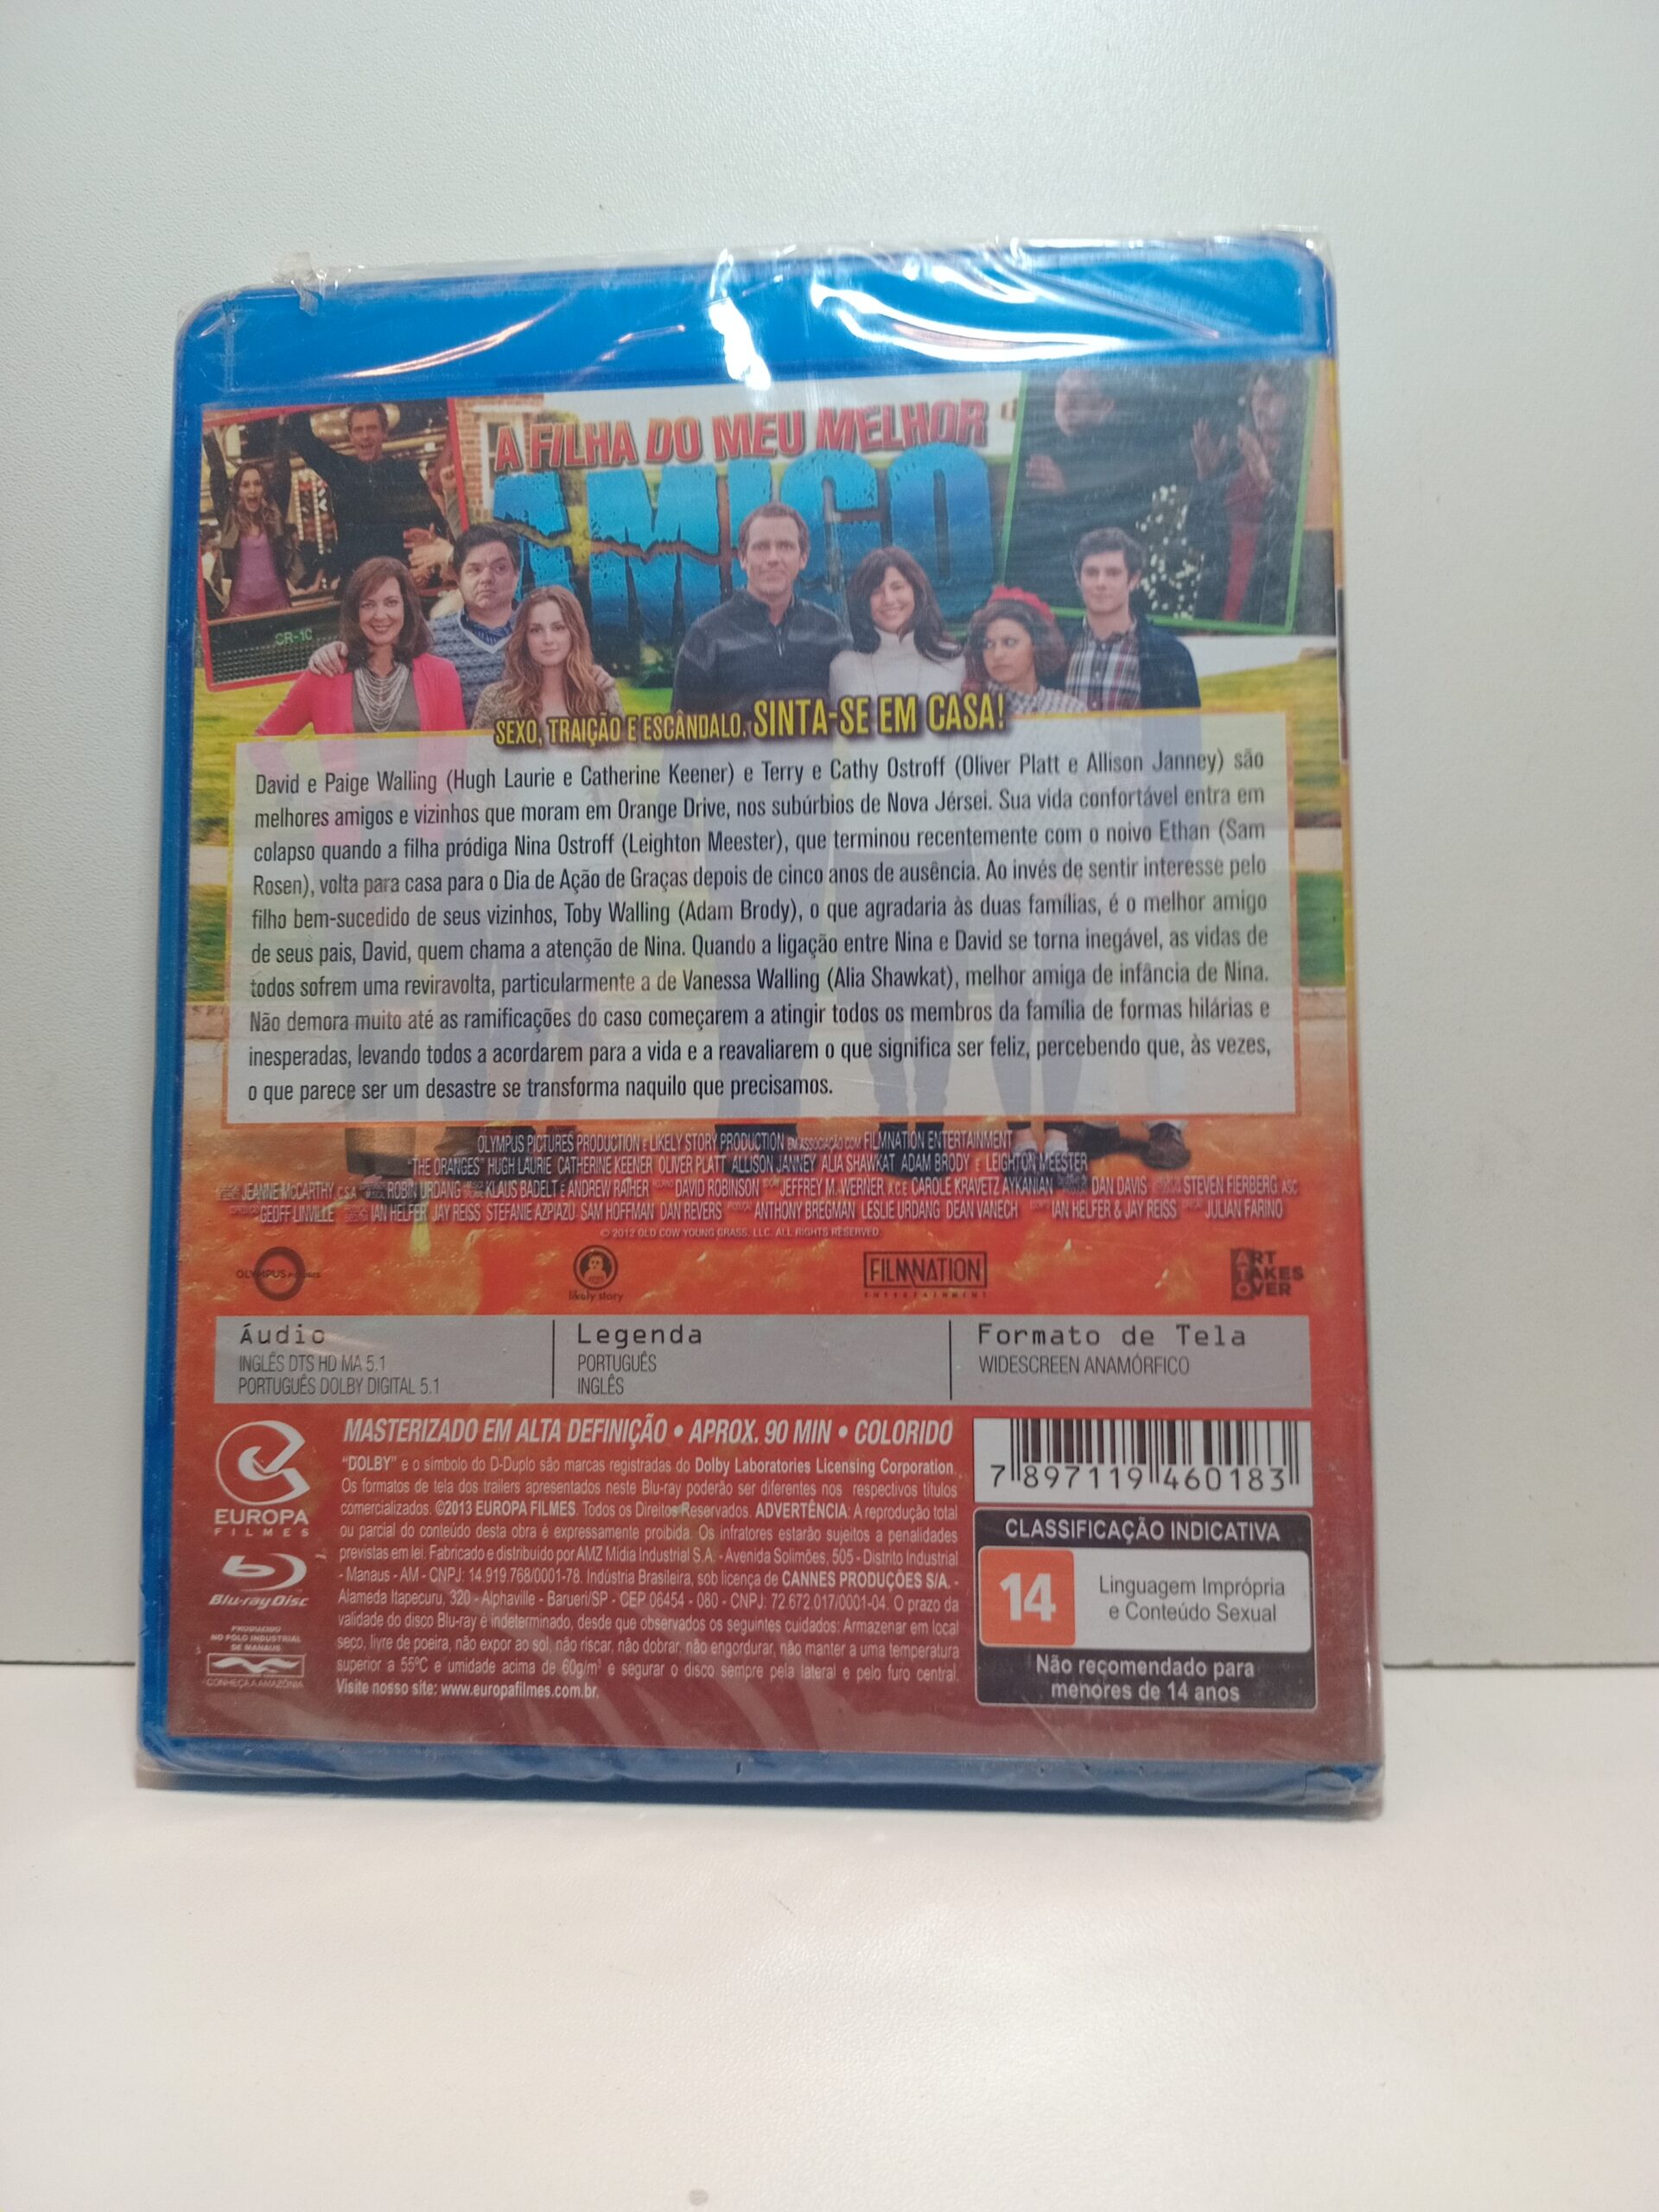 A FILHA DO MEU MELHOR
AMIGO
CR-10
SEXO, TRAIÇÃO E ESCÂNDALO. SINTA-SE EM CASA!
David e Paige Walling (Hugh Laurie e Catherine Keener) e Terry e Cathy Ostroff (Oliver Platt e Allison Janney) são
melhores amigos e vizinhos que moram em Orange Drive, nos subúrbios de Nova Jérsei. Sua vida confortável entra em
colapso quando a filha pródiga Nina Ostroff (Leighton Meester), que terminou recentemente com o noivo Ethan (Sam
Rosen), volta para casa para o Dia de Ação de Graças depois de cinco anos de ausência. Ao invés de sentir interesse pelo
filho bem-sucedido de seus vizinhos, Toby Walling (Adam Brody), o que agradaria às duas famílias, é o melhor amigo
de seus pais, David, quem chama a atenção de Nina. Quando a ligação entre Nina e David se torna inegável, as vidas de
todos sofrem uma reviravolta, particularmente a de Vanessa Walling (Alia Shawkat), melhor amiga de infância de Nina.
Não demora muito até as ramificações do caso começarem a atingir todos os membros da família de formas hilárias e
inesperadas, levando todos a acordarem para a vida e a reavaliarem o que significa ser feliz, percebendo que, às vezes,
o que parece ser um desastre se transforma naquilo que precisamos.
OLYMPUS PICTURES PRODUCTION E LIKELY STORY PRODUCTION EM ASSOCIAÇÃO COM FILMNATION ENTERTAINMENT
"THE ORANGES" HUGH LAURIE CATHERINE KEENER OLIVER PLATT ALLISON JANNEY ALIA SHAWKAT ADAM BRODY E LEIGHTON MEESTER
JEANNE McCARTHY, CSA ROBIN URDANG KLAUS BADELT E ANDREW RAIHER DAVID ROBINSON JEFFREY M. WERNER, A.C.E. CAROLE KRAVETZ AYKANIAN DAN DAVIS STEVEN FIERBERG ASC
GEOFF LINVILLE IAN HELFER JAY REISS STEFANIE AZPIAZU SAM HOFFMAN DAN REVERS ANTHONY BREGMAN LESLIE URDANG DEAN VANECH IAN HELFER & JAY REISS JULIAN FARINO
© 2012 OLD COW YOUNG GRASS, LLC. ALL RIGHTS RESERVED
OLYMPUS PICTURES
likely story
FILMNATION
ENTERTAINMENT
ART
TAKES
OVER
Áudio
INGLÊS DTS HD MA 5.1
PORTUGUÊS DOLBY DIGITAL 5.1
Legenda
PORTUGUÊS
INGLÊS
Formato de Tela
WIDESCREEN ANAMÓRFICO
EUROPA
FILMES
Blu-ray Disc
PRODUZIDO
NO PÓLO INDUSTRIAL
DE MANAUS
CONHEÇA A AMAZÔNIA
MASTERIZADO EM ALTA DEFINIÇÃO • APROX. 90 MIN • COLORIDO
"DOLBY" e o símbolo do D-Duplo são marcas registradas do Dolby Laboratories Licensing Corporation.
Os formatos de tela dos trailers apresentados neste Blu-ray poderão ser diferentes nos respectivos títulos
comercializados. ©2013 EUROPA FILMES. Todos os Direitos Reservados. ADVERTÊNCIA: A reprodução total
ou parcial do conteúdo desta obra é expressamente proibida. Os infratores estarão sujeitos a penalidades
previstas em lei. Fabricado e distribuido por AMZ Mídia Industrial S.A. - Avenida Solimões, 505 - Distrito Industrial
- Manaus - AM - CNPJ: 14.919.768/0001-78. Indústria Brasileira, sob licença de CANNES PRODUÇÕES S/A. -
Alameda Itapecuru, 320 - Alphaville - Barueri/SP - CEP 06454 - 080 - CNPJ: 72.672.017/0001-04. O prazo da
validade do disco Blu-ray é indeterminado, desde que observados os seguintes cuidados: Armazenar em local
seco, livre de poeira, não expor ao sol, não riscar, não dobrar, não engordurar, não manter a uma temperatura
superior a 55ºC e umidade acima de 60g/m³ e segurar o disco sempre pela lateral e pelo furo central.
Visite nosso site: www.europafilmes.com.br.
7 897119 460183
CLASSIFICAÇÃO INDICATIVA
14
Linguagem Imprópria
e Conteúdo Sexual
Não recomendado para
menores de 14 anos